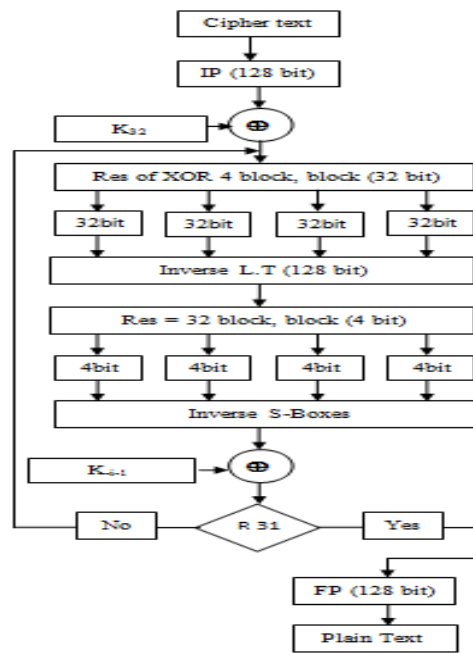 Cipher text
IP (128 bit)
K32
Res of XOR 4 block, block (32 bit)
32bit 32bit 32bit 32bit
Inverse L.T (128 bit)
Res = 32 block, block (4 bit)
4bit 4bit 4bit 4bit
Inverse S-Boxes
Ki-1
No R 31 Yes
FP (128 bit)
Plain Text